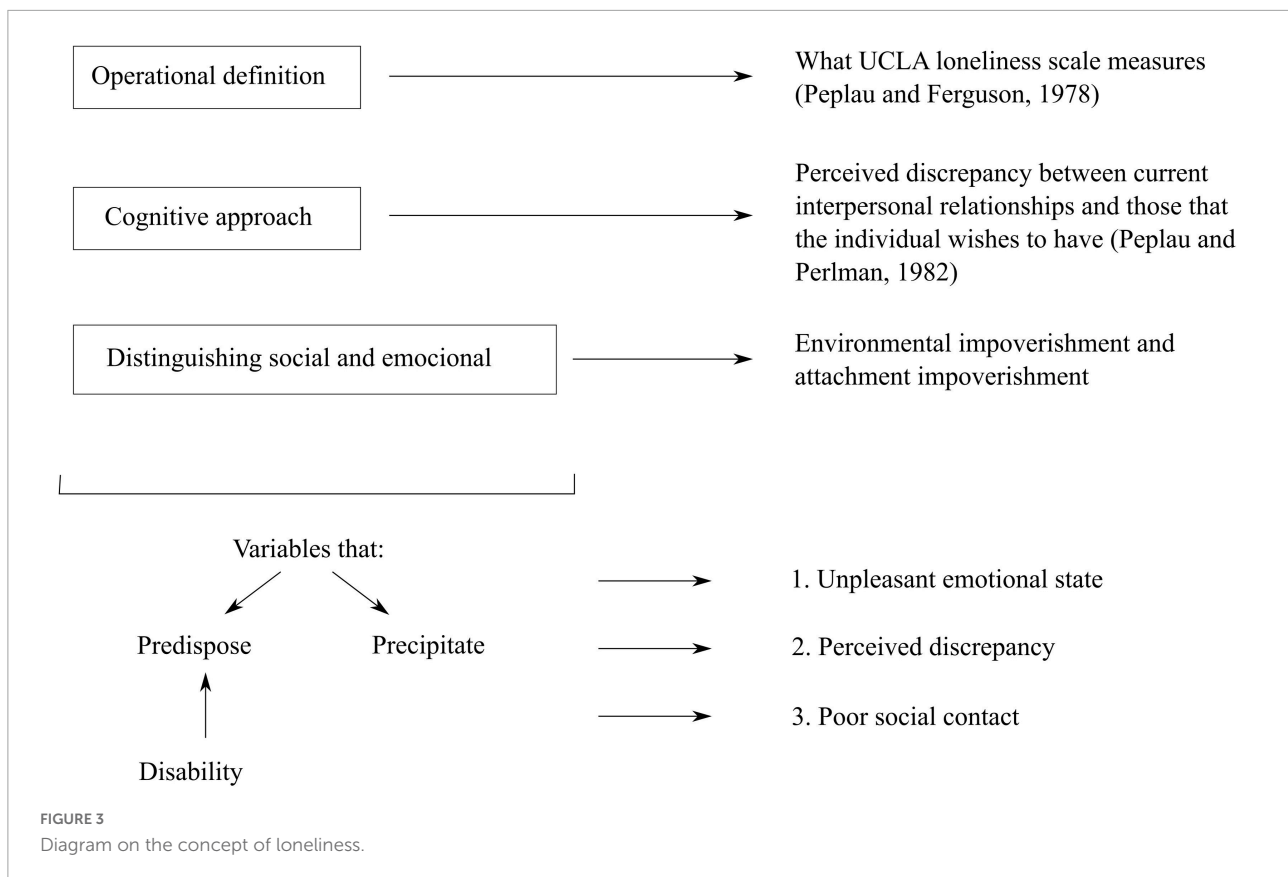 Operational definition
What UCLA loneliness scale measures
(Peplau and Ferguson, 1978)
Cognitive approach
Perceived discrepancy between current
interpersonal relationships and those that
the individual wishes to have (Peplau and
Perlman, 1982)
Distinguishing social and emocional
Environmental impoverishment and
attachment impoverishment
Variables that:
Predispose
Precipitate
Disability
1. Unpleasant emotional state
2. Perceived discrepancy
3. Poor social contact
FIGURE 3
Diagram on the concept of loneliness.